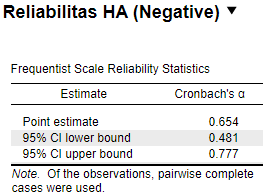 Reliabilitas HA (Negative) ▼
Frequentist Scale Reliability Statistics
Estimate Cronbach's α
Point estimate 0.654
95% CI lower bound 0.481
95% CI upper bound 0.777
Note. Of the observations, pairwise complete
cases were used.